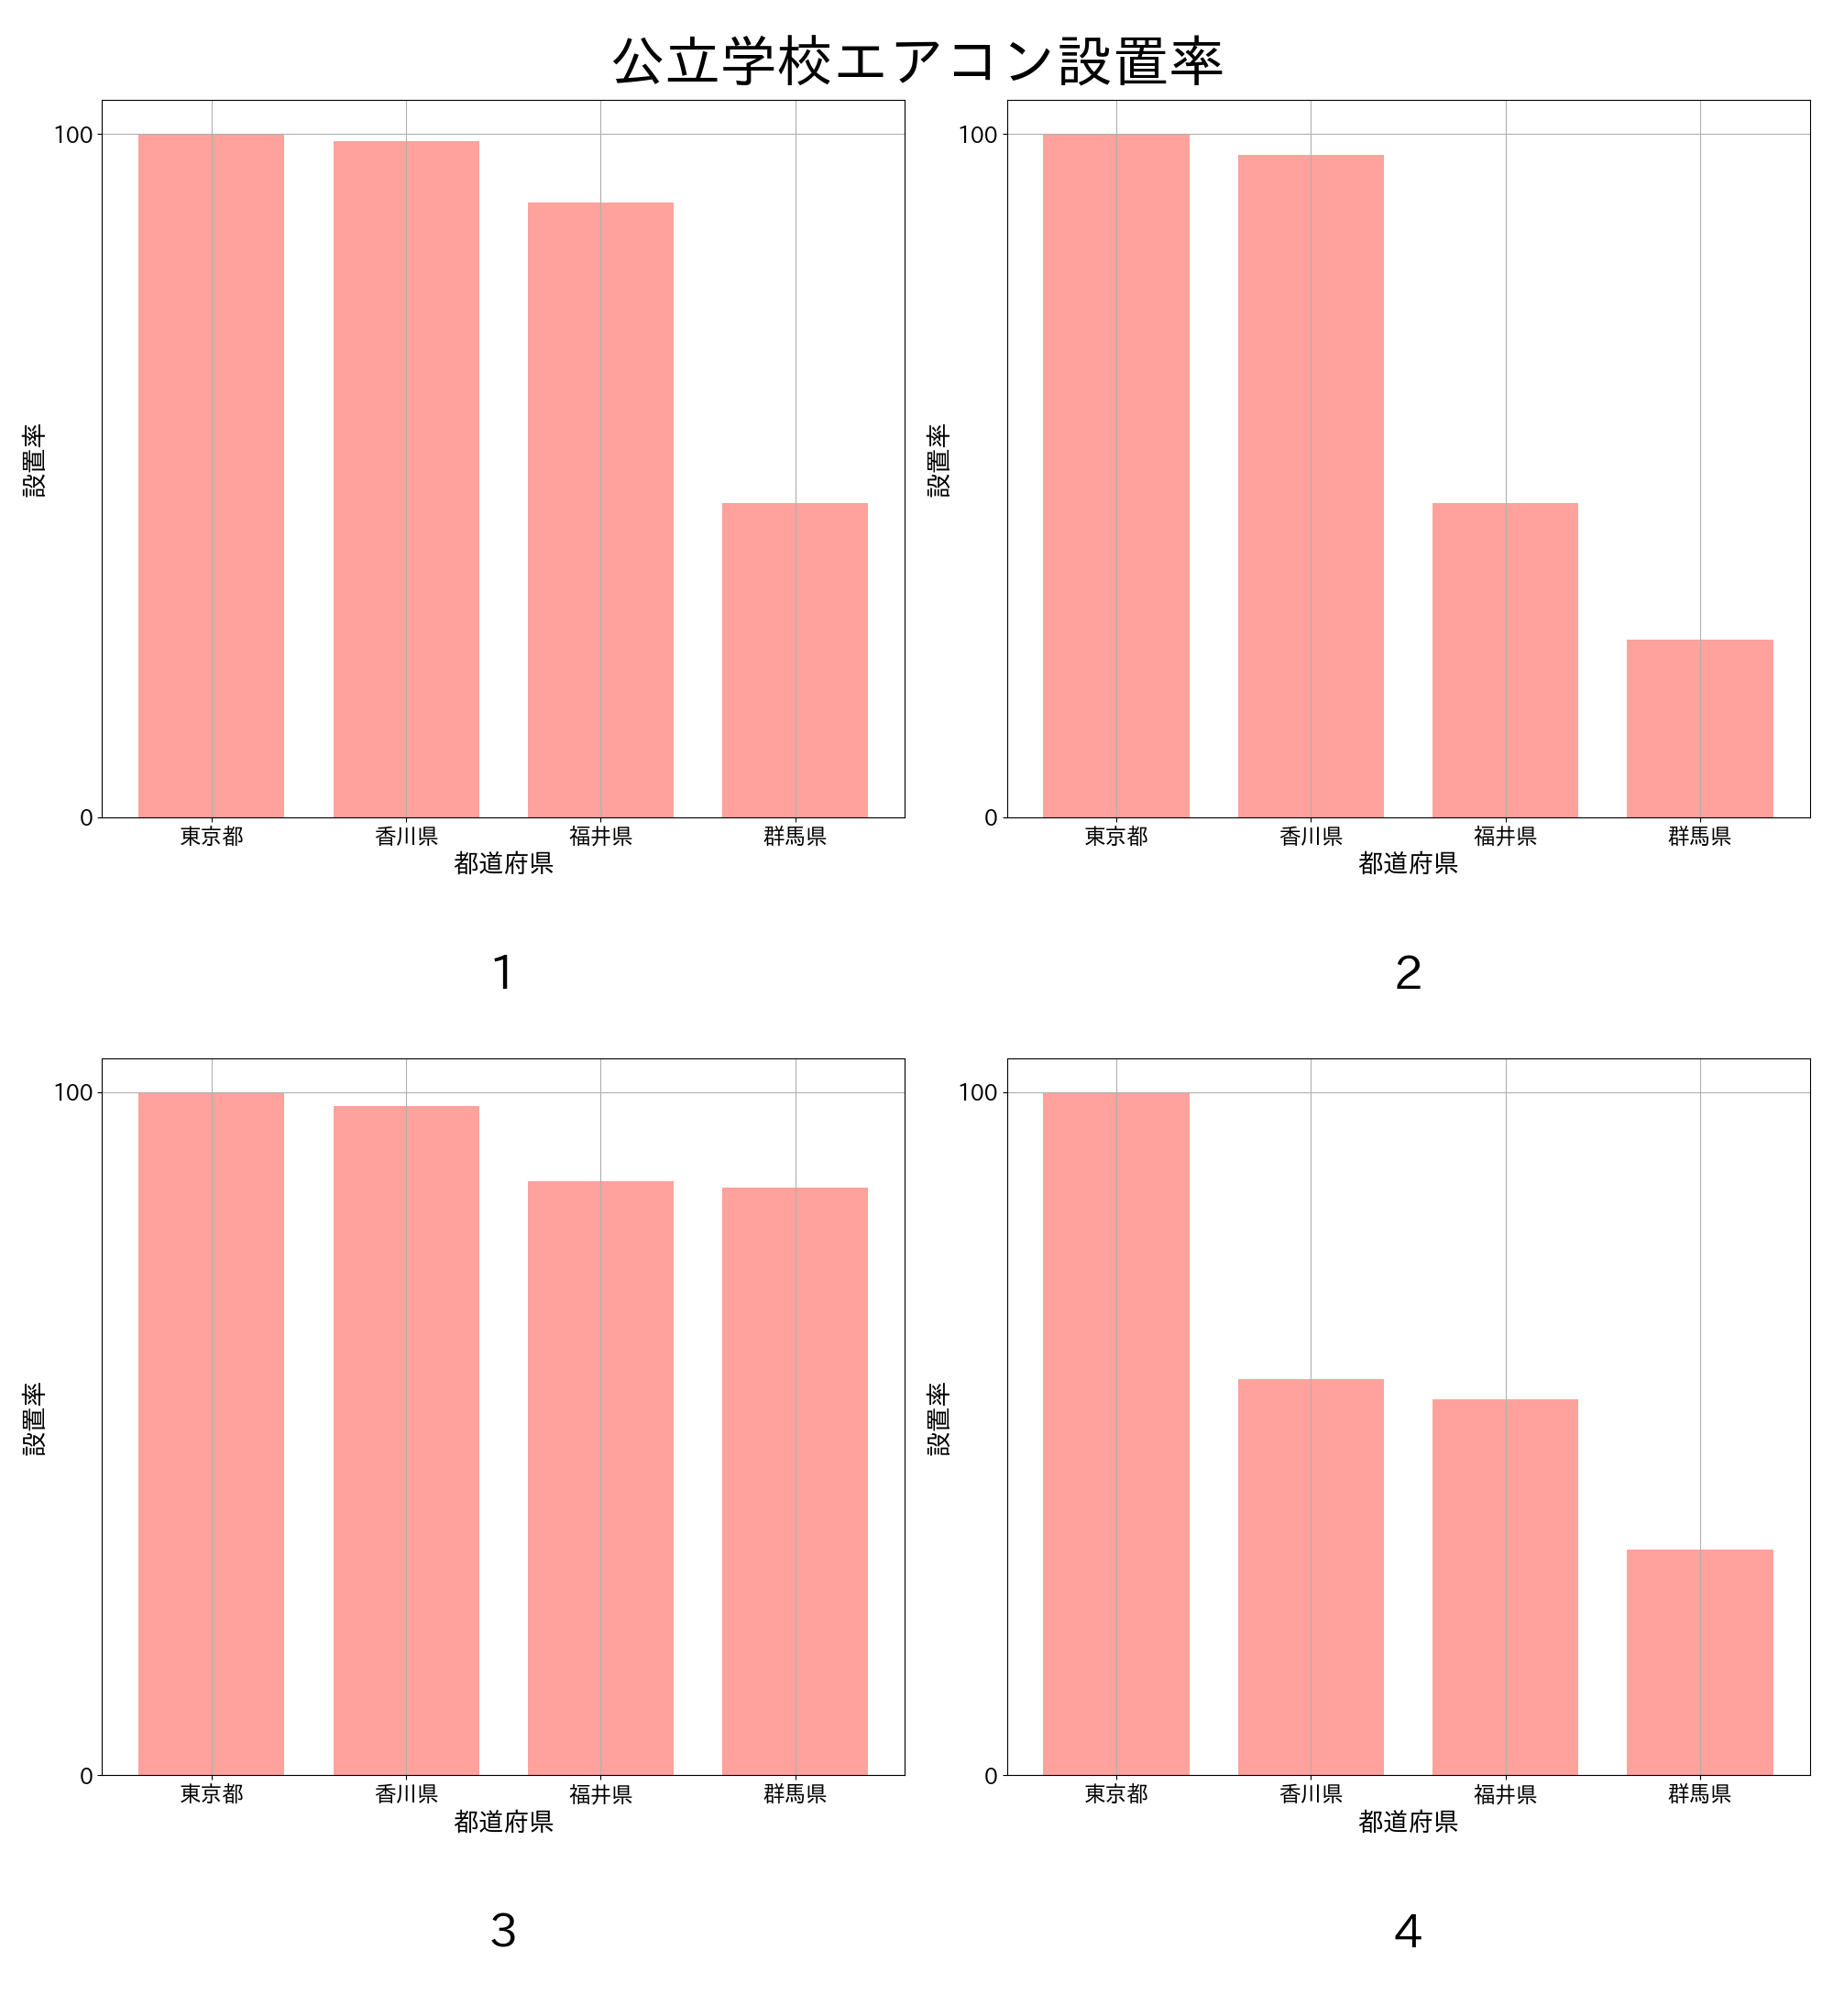 公立学校エアコン設置率
100
0
設置率
東京都 香川県 福井県 群馬県
都道府県
1
100
0
設置率
東京都 香川県 福井県 群馬県
都道府県
2
100
0
設置率
東京都 香川県 福井県 群馬県
都道府県
3
100
0
設置率
東京都 香川県 福井県 群馬県
都道府県
4